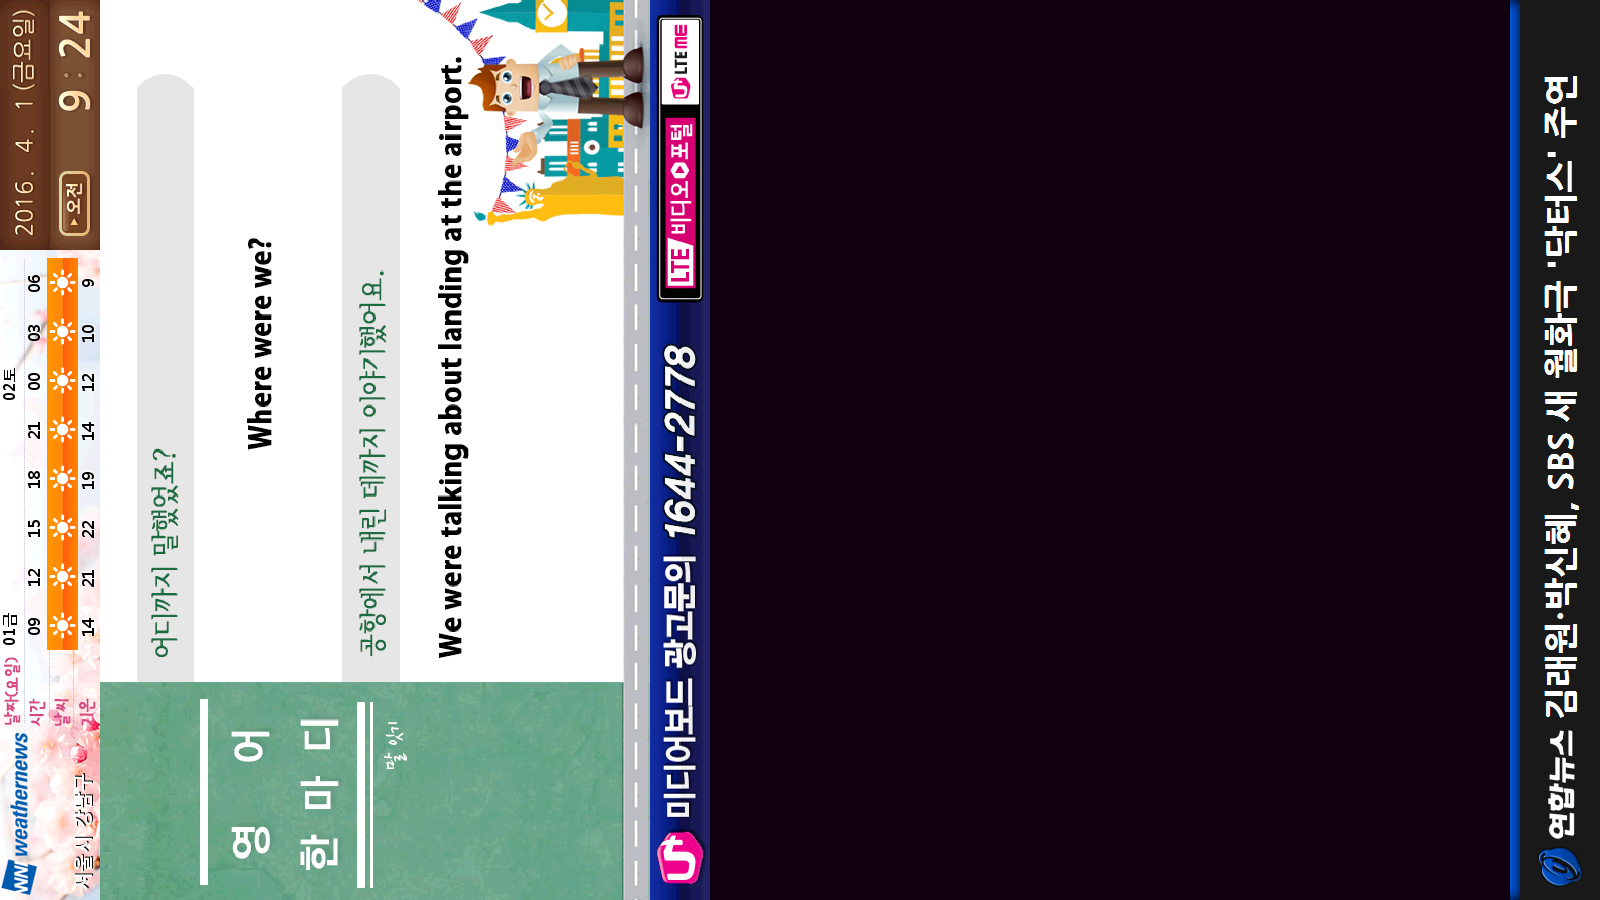 weathernews
서울시 강남구
날짜(요일) 01금 02토
시간 09 12 15 18 21 00 03 06
날씨
기온 14 21 22 19 14 12 10 9
2016. 4. 1 (금요일)
▸오전 9:24
영어
한마디
말 잇기
어디까지 말했었죠?
Where were we?
공항에서 내린 데까지 이야기했어요.
We were talking about landing at the airport.
U+ 미디어보드 광고문의 1644-2778
LTE 비디오 포털
U+ LTE ME
연합뉴스 김래원·박신혜, SBS 새 월화극 '닥터스' 주연